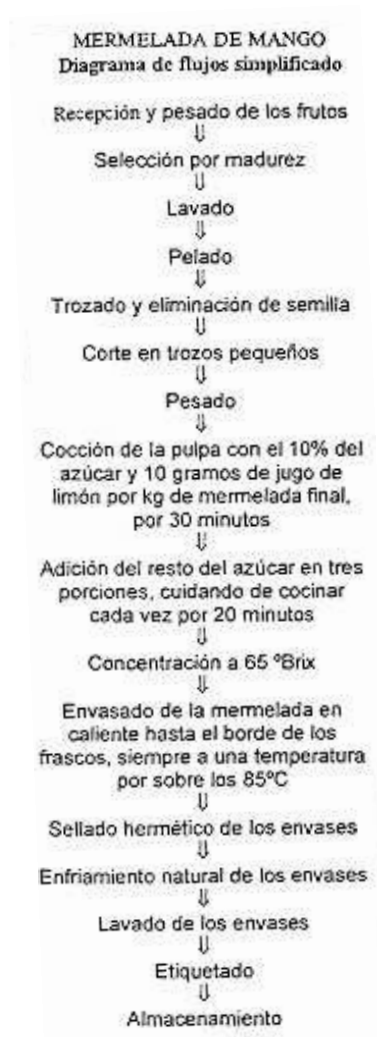 MERMELADA DE MANGO
Diagrama de flujos simplificado
Recepción y pesado de los frutos
⇓
Selección por madurez
⇓
Lavado
⇓
Pelado
⇓
Trozado y eliminación de semilla
⇓
Corte en trozos pequeños
⇓
Pesado
⇓
Cocción de la pulpa con el 10% del
azúcar y 10 gramos de jugo de
limón por kg de mermelada final,
por 30 minutos
⇓
Adición del resto del azúcar en tres
porciones, cuidando de cocinar
cada vez por 20 minutos
⇓
Concentración a 65 ºBrix
⇓
Envasado de la mermelada en
caliente hasta el borde de los
frascos, siempre a una temperatura
por sobre los 85ºC
⇓
Sellado hermético de los envases
⇓
Enfriamiento natural de los envases
⇓
Lavado de los envases
⇓
Etiquetado
⇓
Almacenamiento